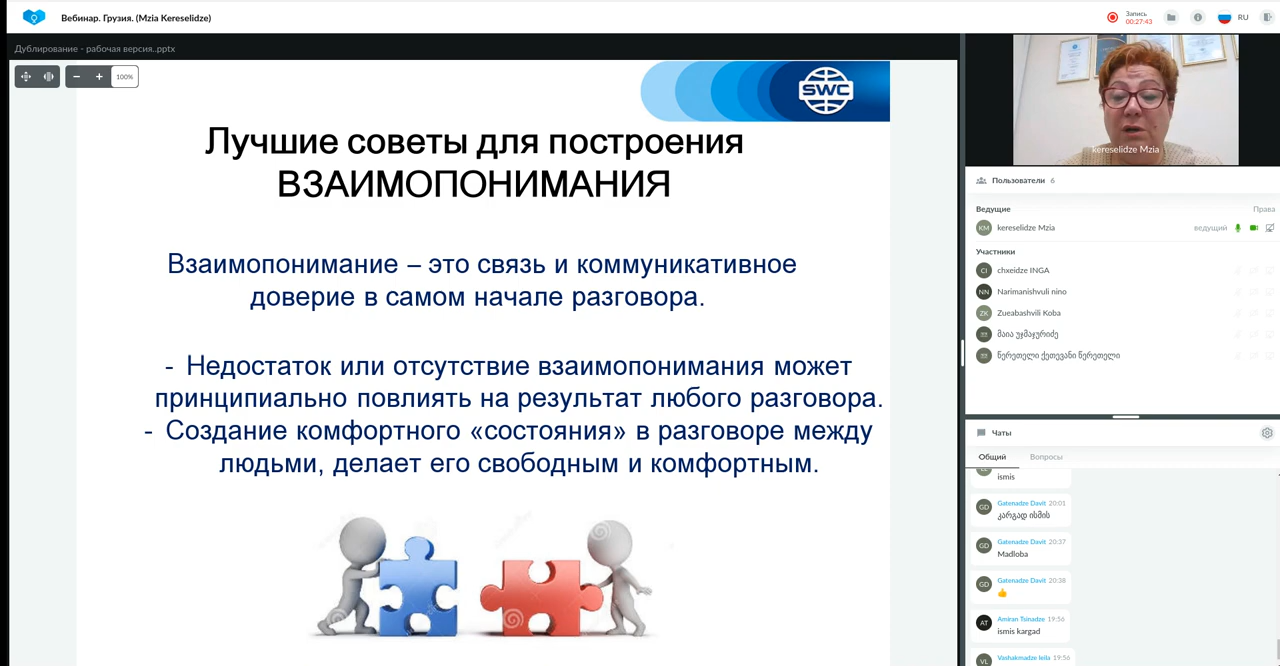 Вебинар. Грузия. (Mzia Kereselidze)
Запись
00:27:43
RU
Дублирование - рабочая версия..pptx
100%
SWC
Лучшие советы для построения
ВЗАИМОПОНИМАНИЯ
Взаимопонимание – это связь и коммуникативное
доверие в самом начале разговора.
- Недостаток или отсутствие взаимопонимания может
принципиально повлиять на результат любого разговора.
- Создание комфортного «состояния» в разговоре между
людьми, делает его свободным и комфортным.
kereselidze Mzia
Пользователи 6
Ведущие Права
KM kereselidze Mzia ведущий
Участники
CI chxeidze INGA
NN Narimanishvuli nino
ZK Zueabashvili Koba
მაია უჯმაჯურიძე
წერეთელი ქეთევანი წერეთელი
Чаты
Общий Вопросы
ismis
GD Gatenadze Davit 20:01
კარგად ისმის
GD Gatenadze Davit 20:37
Madloba
GD Gatenadze Davit 20:38
👍
AT Amiran Tsinadze 19:56
ismis kargad
VL Vashakmadze leila 19:56